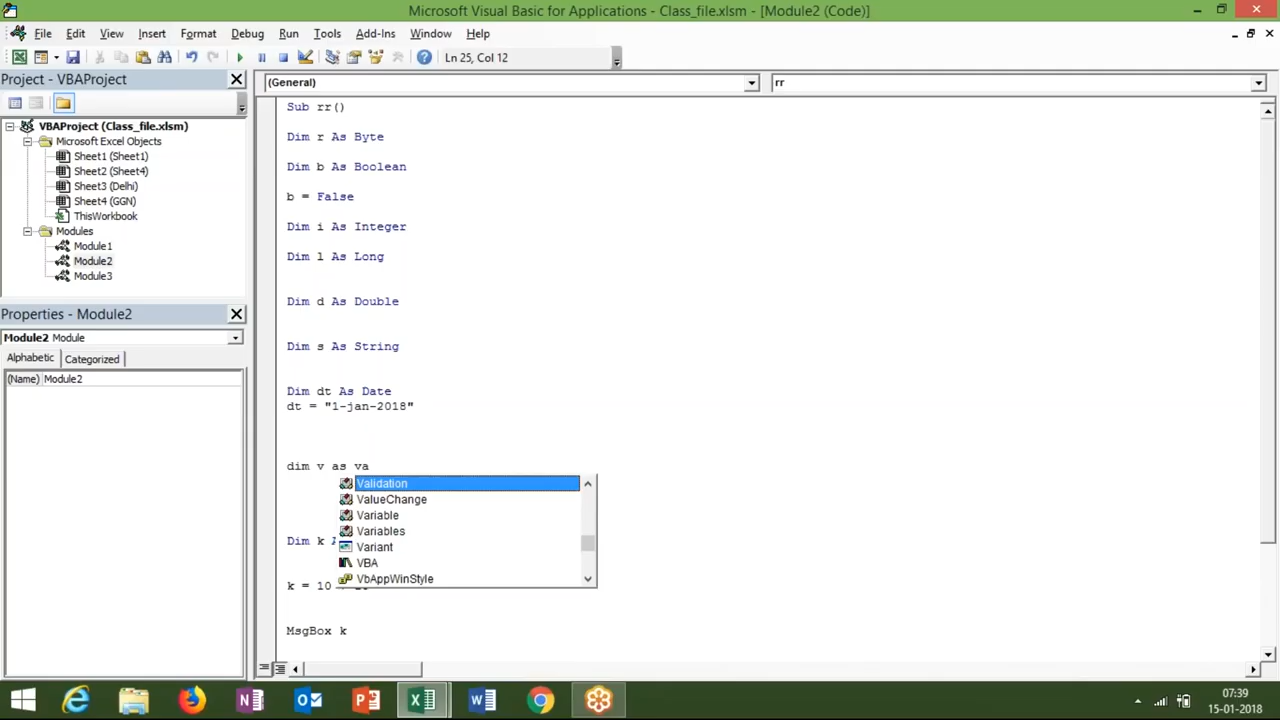 Microsoft Visual Basic for Applications - Class_file.xlsm - [Module2 (Code)]
File Edit View Insert Format Debug Run Tools Add-Ins Window Help
Ln 25, Col 12
Project - VBAProject
(General)
rr
VBAProject (Class_file.xlsm)
Microsoft Excel Objects
Sheet1 (Sheet1)
Sheet2 (Sheet4)
Sheet3 (Delhi)
Sheet4 (GGN)
ThisWorkbook
Modules
Module1
Module2
Module3
Properties - Module2
Module2 Module
Alphabetic Categorized
(Name) Module2
Sub rr()
Dim r As Byte
Dim b As Boolean
b = False
Dim i As Integer
Dim l As Long
Dim d As Double
Dim s As String
Dim dt As Date
dt = "1-jan-2018"
dim v as va
Validation
ValueChange
Variable
Variables
Variant
VBA
VbAppWinStyle
Dim k
k = 10
MsgBox k
07:39
15-01-2018